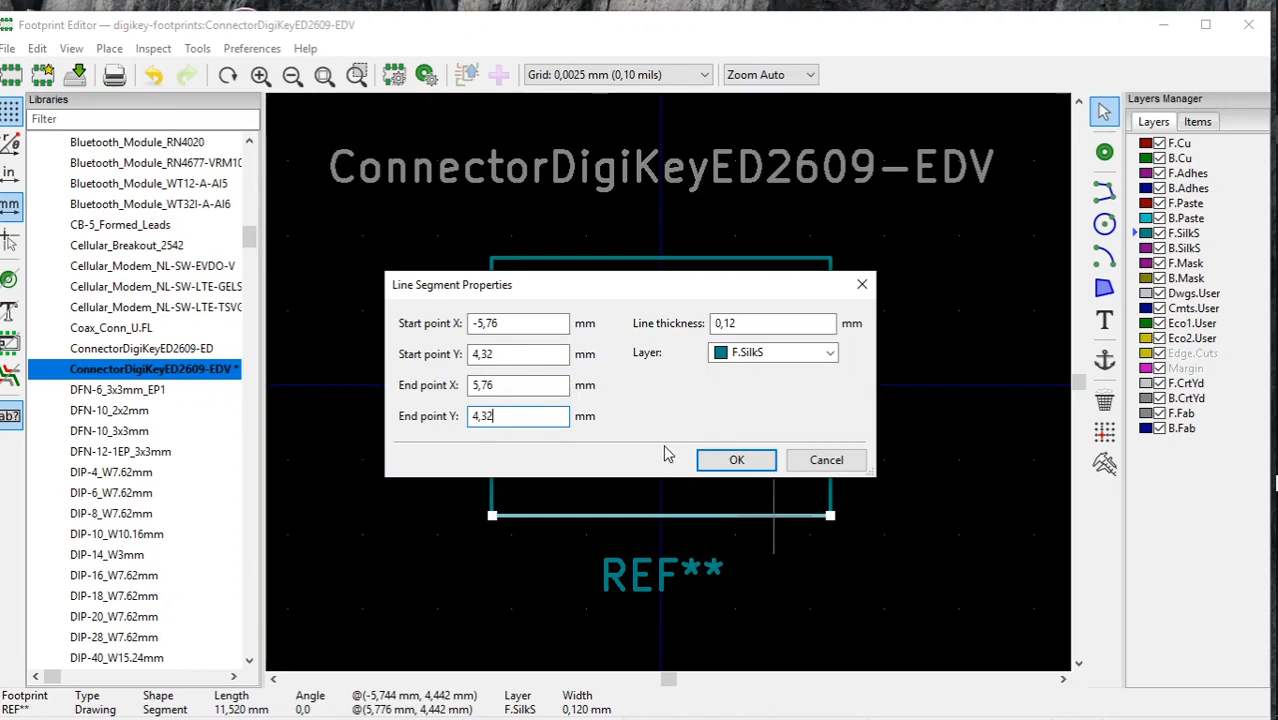 Footprint Editor — digikey-footprints:ConnectorDigiKeyED2609-EDV
File Edit View Place Inspect Tools Preferences Help
Grid: 0,0025 mm (0,10 mils)
Zoom Auto
Libraries
Filter
Bluetooth_Module_RN4020
Bluetooth_Module_RN4677-VRM10
Bluetooth_Module_WT12-A-AI5
Bluetooth_Module_WT32I-A-AI6
CB-5_Formed_Leads
Cellular_Breakout_2542
Cellular_Modem_NL-SW-EVDO-V
Cellular_Modem_NL-SW-LTE-GELS
Cellular_Modem_NL-SW-LTE-TSVG
Coax_Conn_U.FL
ConnectorDigiKeyED2609-ED
ConnectorDigiKeyED2609-EDV *
DFN-6_3x3mm_EP1
DFN-10_2x2mm
DFN-10_3x3mm
DFN-12-1EP_3x3mm
DIP-4_W7.62mm
DIP-6_W7.62mm
DIP-8_W7.62mm
DIP-10_W10.16mm
DIP-14_W3mm
DIP-16_W7.62mm
DIP-18_W7.62mm
DIP-20_W7.62mm
DIP-28_W7.62mm
DIP-40_W15.24mm
in
mm
ab?
ConnectorDigiKeyED2609-EDV
Line Segment Properties
Start point X: -5,76 mm
Line thickness: 0,12 mm
Start point Y: 4,32 mm
Layer: F.SilkS
End point X: 5,76 mm
End point Y: 4,32 mm
OK Cancel
REF**
Layers Manager
Layers Items
F.Cu
B.Cu
F.Adhes
B.Adhes
F.Paste
B.Paste
F.SilkS
B.SilkS
F.Mask
B.Mask
Dwgs.User
Cmts.User
Eco1.User
Eco2.User
Edge.Cuts
Margin
F.CrtYd
B.CrtYd
F.Fab
B.Fab
Footprint Type Shape Length Angle @(-5,744 mm, 4,442 mm) Layer Width
REF** Drawing Segment 11,520 mm 0,0 @(5,776 mm, 4,442 mm) F.SilkS 0,120 mm